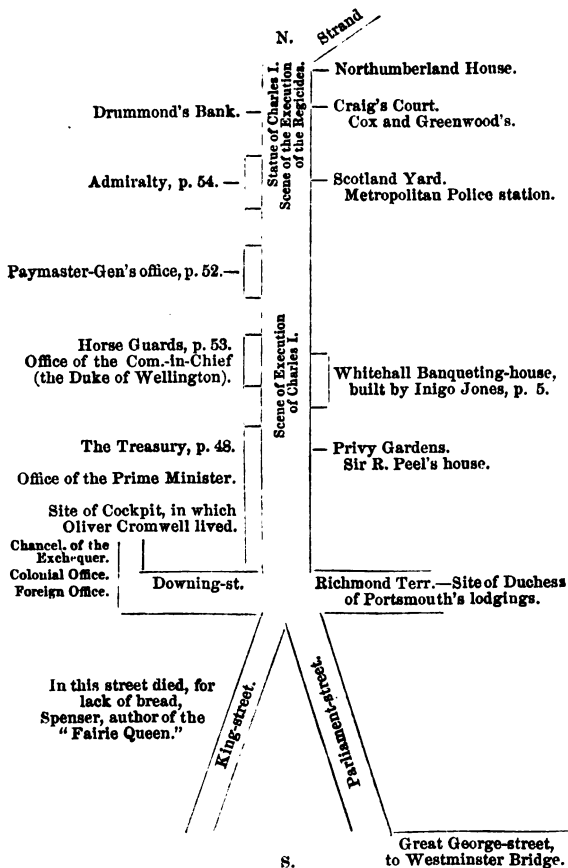 N.
Strand
Northumberland House.
Drummond's Bank.
Statue of Charles I.
Scene of the Execution
of the Regicides.
Craig's Court.
Cox and Greenwood's.
Admiralty, p. 54.
Scotland Yard.
Metropolitan Police station.
Paymaster-Gen's office, p. 52.
Horse Guards, p. 53.
Office of the Com.-in-Chief
(the Duke of Wellington).
Scene of Execution
of Charles I.
Whitehall Banqueting-house,
built by Inigo Jones, p. 5.
The Treasury, p. 48.
Office of the Prime Minister.
Privy Gardens.
Sir R. Peel's house.
Site of Cockpit, in which
Oliver Cromwell lived.
Chancel. of the
Exchequer.
Colonial Office.
Foreign Office.
Downing-st.
Richmond Terr.—Site of Duchess
of Portsmouth's lodgings.
In this street died, for
lack of bread,
Spenser, author of the
"Fairie Queen."
King-street.
Parliament-street.
Great George-street,
to Westminster Bridge.
S.